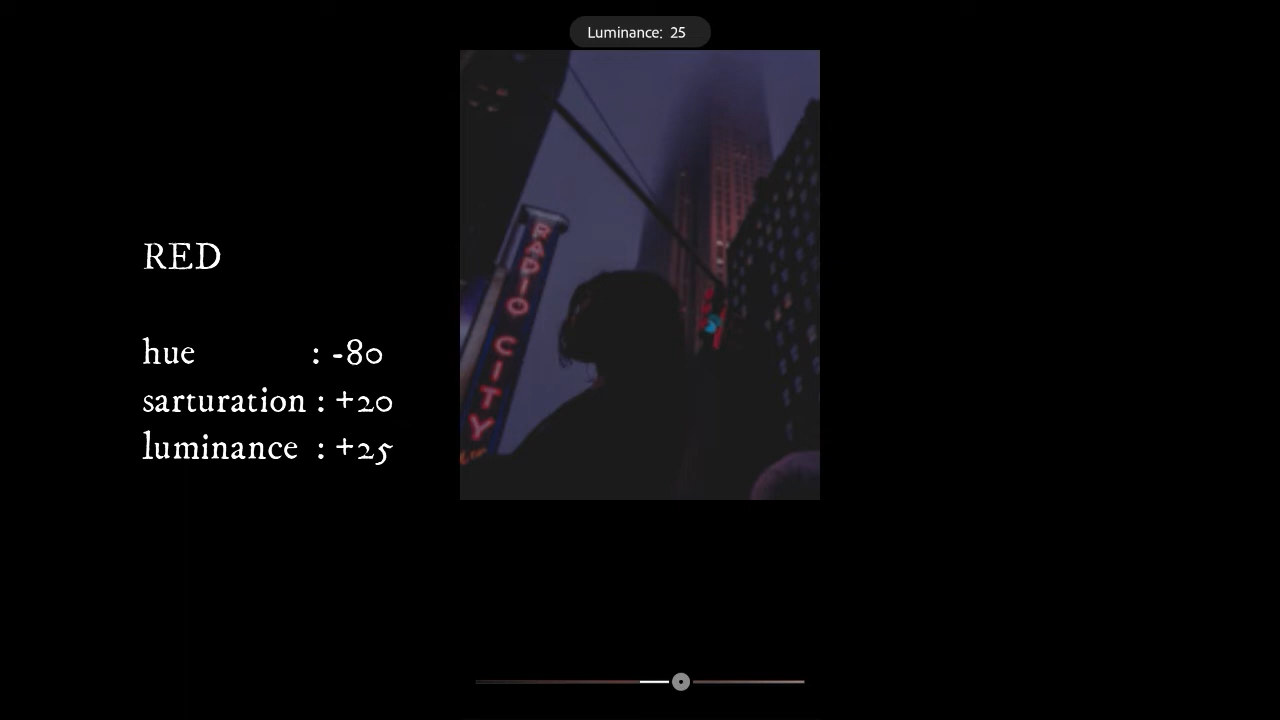 Luminance: 25
RADIO CITY
RED
hue : -80
sarturation : +20
luminance : +25